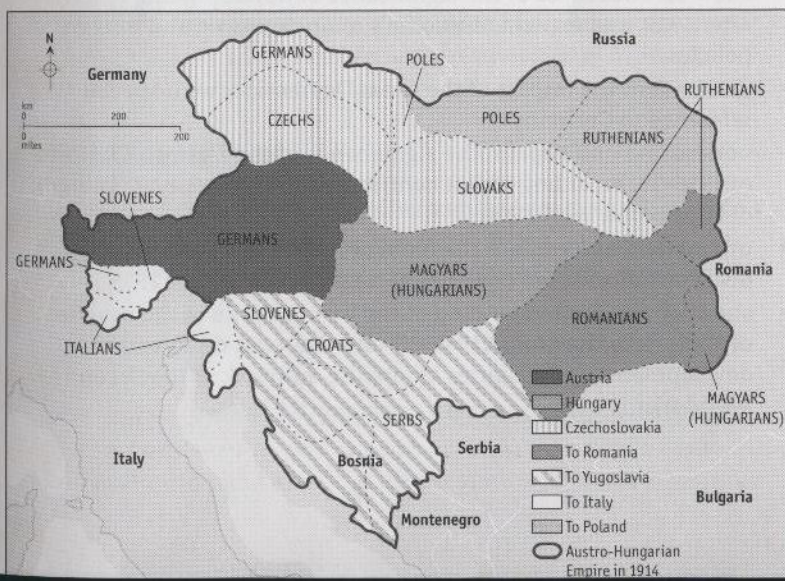 N
km
0
200
0
200
miles
Germany
Russia
GERMANS
POLES
CZECHS
POLES
RUTHENIANS
RUTHENIANS
SLOVAKS
SLOVENES
GERMANS
GERMANS
MAGYARS
(HUNGARIANS)
Romania
ITALIANS
SLOVENES
CROATS
ROMANIANS
MAGYARS
(HUNGARIANS)
SERBS
Italy
Bosnia
Serbia
Montenegro
Bulgaria
Austria
Hungary
Czechoslovakia
To Romania
To Yugoslavia
To Italy
To Poland
Austro-Hungarian
Empire in 1914